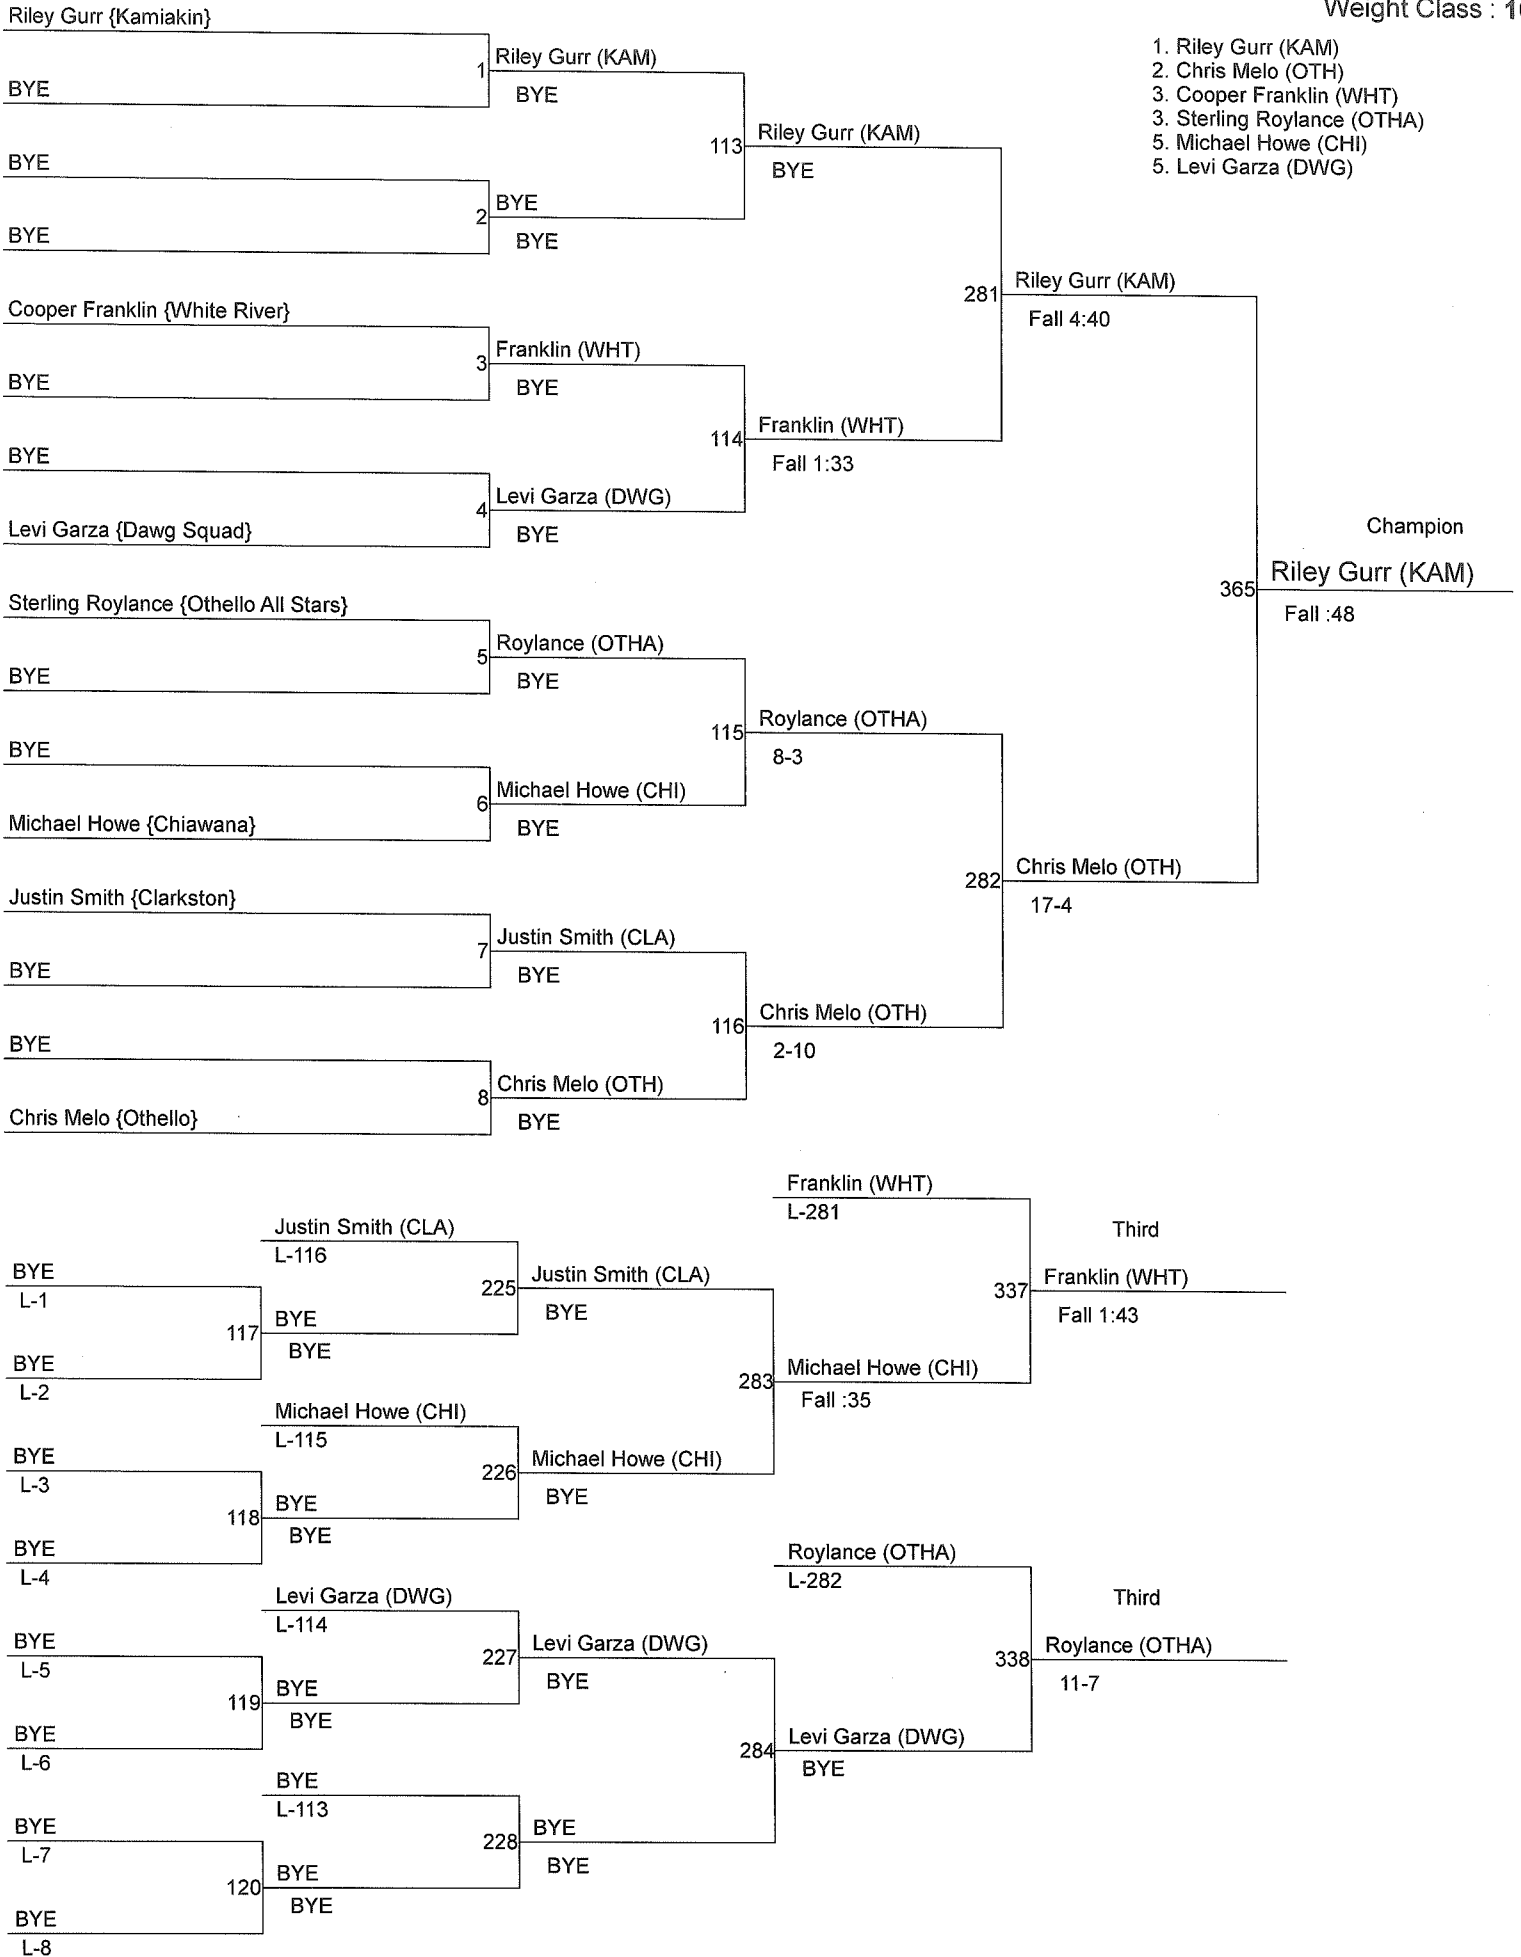 Weight Class :
1. Riley Gurr (KAM)
2. Chris Melo (OTH)
3. Cooper Franklin (WHT)
3. Sterling Roylance (OTHA)
5. Michael Howe (CHI)
5. Levi Garza (DWG)
Riley Gurr {Kamiakin}
1
Riley Gurr (KAM)
BYE
BYE
113
Riley Gurr (KAM)
BYE
BYE
2
BYE
BYE
BYE
281
Riley Gurr (KAM)
Fall 4:40
Cooper Franklin {White River}
3
Franklin (WHT)
BYE
BYE
114
Franklin (WHT)
Fall 1:33
BYE
4
Levi Garza (DWG)
BYE
Levi Garza {Dawg Squad}
Champion
365
Riley Gurr (KAM)
Fall :48
Sterling Roylance {Othello All Stars}
5
Roylance (OTHA)
BYE
BYE
115
Roylance (OTHA)
8-3
BYE
6
Michael Howe (CHI)
BYE
Michael Howe {Chiawana}
282
Chris Melo (OTH)
17-4
Justin Smith {Clarkston}
7
Justin Smith (CLA)
BYE
BYE
116
Chris Melo (OTH)
2-10
BYE
8
Chris Melo (OTH)
BYE
Chris Melo {Othello}
Franklin (WHT)
L-281
Third
337
Franklin (WHT)
Fall 1:43
Justin Smith (CLA)
L-116
225
Justin Smith (CLA)
BYE
BYE
L-1
117
BYE
BYE
BYE
L-2
283
Michael Howe (CHI)
Fall :35
Michael Howe (CHI)
L-115
226
Michael Howe (CHI)
BYE
BYE
L-3
118
BYE
BYE
BYE
L-4
Roylance (OTHA)
L-282
Third
338
Roylance (OTHA)
11-7
Levi Garza (DWG)
L-114
227
Levi Garza (DWG)
BYE
BYE
L-5
119
BYE
BYE
BYE
L-6
284
Levi Garza (DWG)
BYE
BYE
L-113
228
BYE
BYE
BYE
L-7
120
BYE
BYE
BYE
L-8